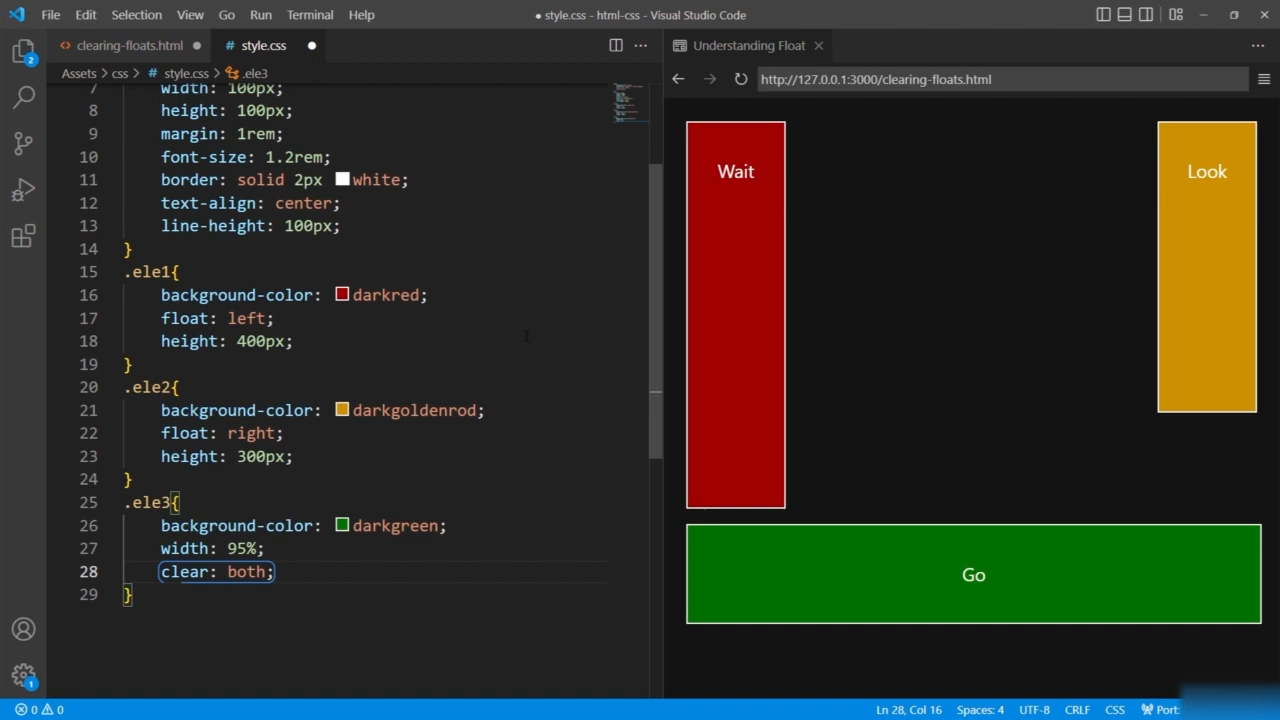 File Edit Selection View Go Run Terminal Help
● style.css - html-css - Visual Studio Code
clearing-floats.html
# style.css
Assets > css > # style.css > .ele3
7 width: 100px;
8 height: 100px;
9 margin: 1rem;
10 font-size: 1.2rem;
11 border: solid 2px white;
12 text-align: center;
13 line-height: 100px;
14 }
15 .ele1{
16 background-color: darkred;
17 float: left;
18 height: 400px;
19 }
20 .ele2{
21 background-color: darkgoldenrod;
22 float: right;
23 height: 300px;
24 }
25 .ele3{
26 background-color: darkgreen;
27 width: 95%;
28 clear: both;
29 }
Understanding Float
http://127.0.0.1:3000/clearing-floats.html
Wait
Look
Go
2
1
0 0
Ln 28, Col 16 Spaces: 4 UTF-8 CRLF CSS Port: